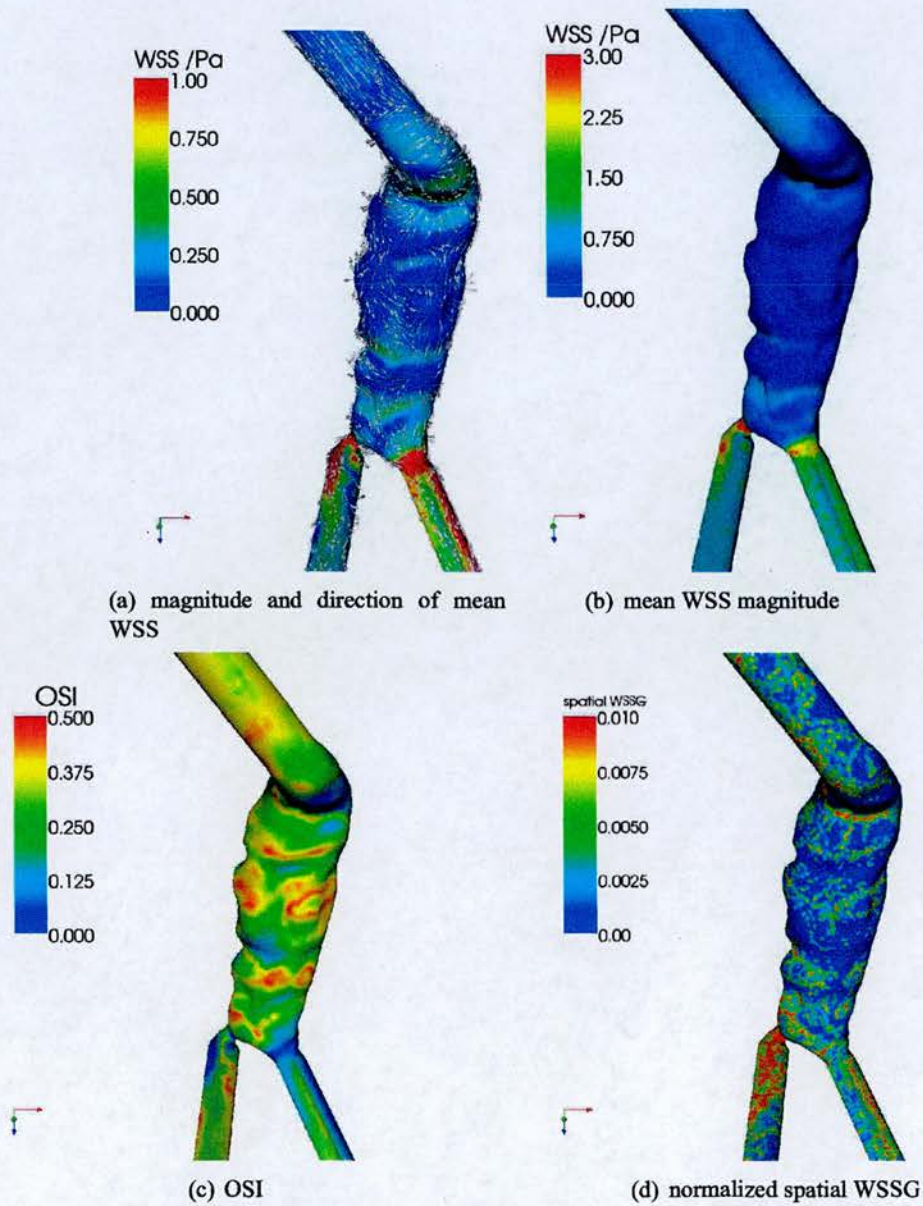 WSS /Pa
1.00
0.750
0.500
0.250
0.000
WSS /Pa
3.00
2.25
1.50
0.750
0.000
(a) magnitude and direction of mean
WSS
(b) mean WSS magnitude
OSI
0.500
0.375
0.250
0.125
0.000
spatial WSSG
0.010
0.0075
0.0050
0.0025
0.00
(c) OSI
(d) normalized spatial WSSG